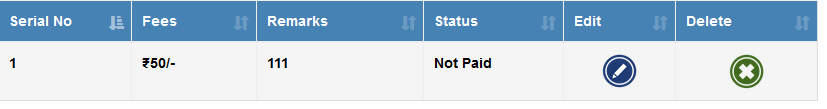 Serial No Fees Remarks Status Edit Delete
1 ₹50/- 111 Not Paid